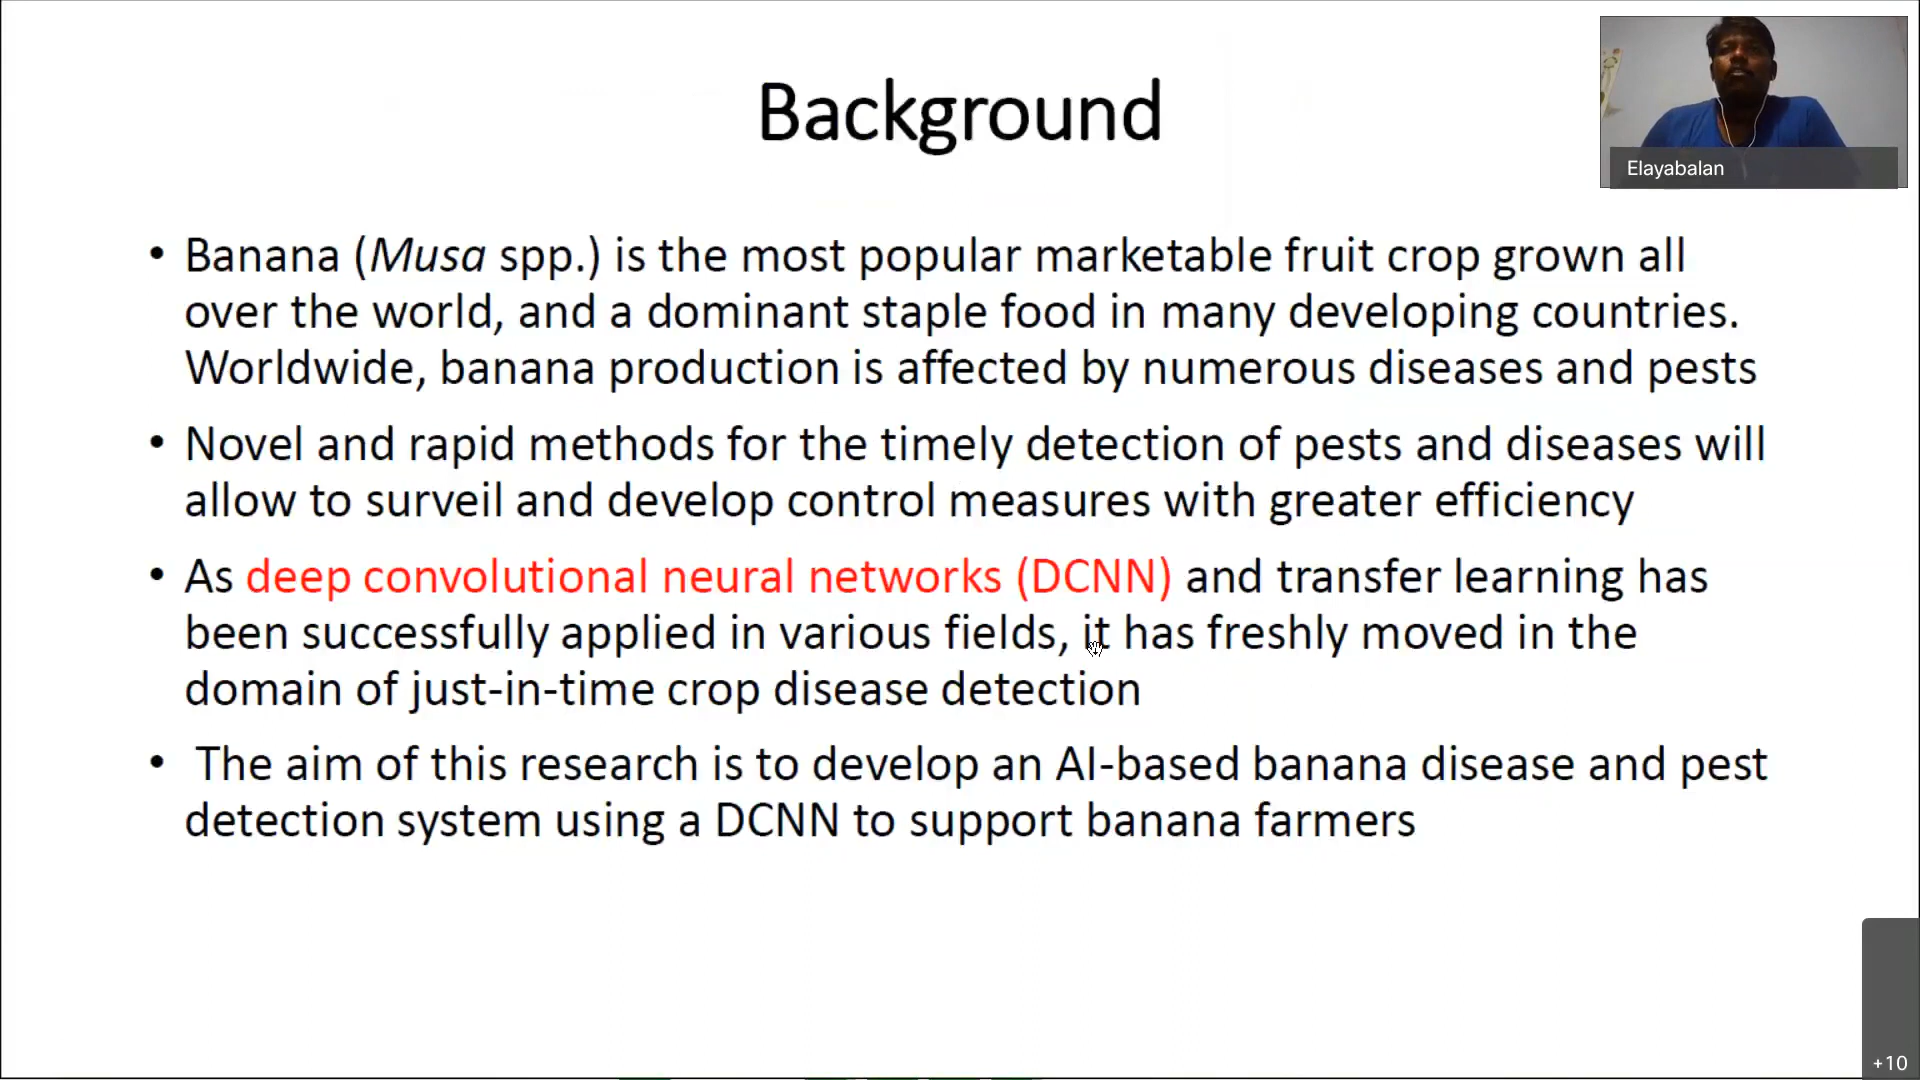 Background
Elayabalan
• Banana (Musa spp.) is the most popular marketable fruit crop grown all
over the world, and a dominant staple food in many developing countries.
Worldwide, banana production is affected by numerous diseases and pests
• Novel and rapid methods for the timely detection of pests and diseases will
allow to surveil and develop control measures with greater efficiency
• As deep convolutional neural networks (DCNN) and transfer learning has
been successfully applied in various fields, it has freshly moved in the
domain of just-in-time crop disease detection
• The aim of this research is to develop an AI-based banana disease and pest
detection system using a DCNN to support banana farmers
+10